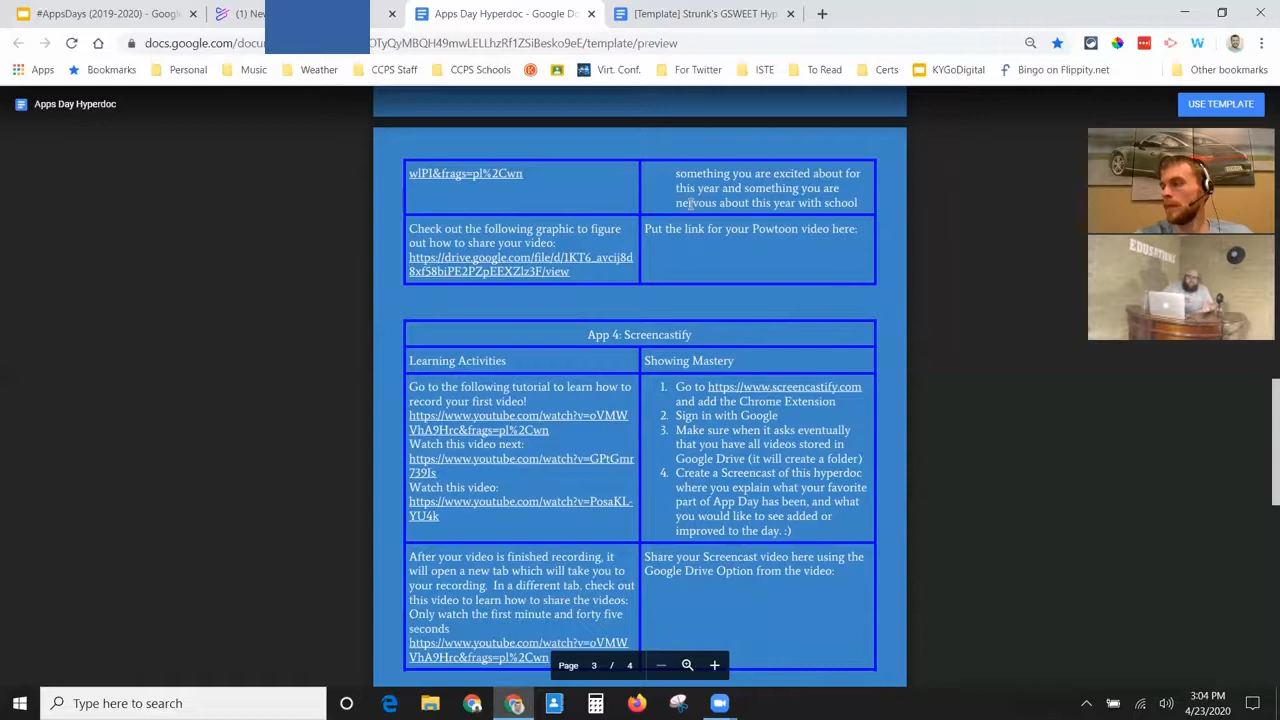 #AppsDays (2019-2020) - Google
(1) Nev
Apps Day Hyperdoc - Google Do
[Template] Strunk's GSWEET Hyp
docs.google.com/docu
OTyQyMBQH49mwLELLhzRf1ZSiBesko9eE/template/preview
Apps
Bookmarks
Personal
Music
Weather
CCPS Staff
CCPS Schools
Virt. Conf.
For Twitter
ISTE
To Read
Certs
KYGoDigital
Bingo on Flippity.net
Other bookmarks
Apps Day Hyperdoc
USE TEMPLATE
wlPI&frags=pl%2Cwn
something you are excited about for
this year and something you are
nervous about this year with school
Check out the following graphic to figure
out how to share your video:
https://drive.google.com/file/d/1KT6_avcij8d
8xf58biPE2PZpEEXZlz3F/view
Put the link for your Powtoon video here:
App 4: Screencastify
Learning Activities
Showing Mastery
Go to the following tutorial to learn how to
record your first video!
https://www.youtube.com/watch?v=oVMW
VhA9Hrc&frags=pl%2Cwn
Watch this video next:
https://www.youtube.com/watch?v=GPtGmr
739Is
Watch this video:
https://www.youtube.com/watch?v=PosaKL-
YU4k
1. Go to https://www.screencastify.com
and add the Chrome Extension
2. Sign in with Google
3. Make sure when it asks eventually
that you have all videos stored in
Google Drive (it will create a folder)
4. Create a Screencast of this hyperdoc
where you explain what your favorite
part of App Day has been, and what
you would like to see added or
improved to the day. :)
After your video is finished recording, it
will open a new tab which will take you to
your recording. In a different tab, check out
this video to learn how to share the videos:
Only watch the first minute and forty five
seconds
https://www.youtube.com/watch?v=oVMW
VhA9Hrc&frags=pl%2Cwn
Share your Screencast video here using the
Google Drive Option from the video:
Page 3 / 4
EDUSATIONS
Type here to search
3:04 PM
4/23/2020